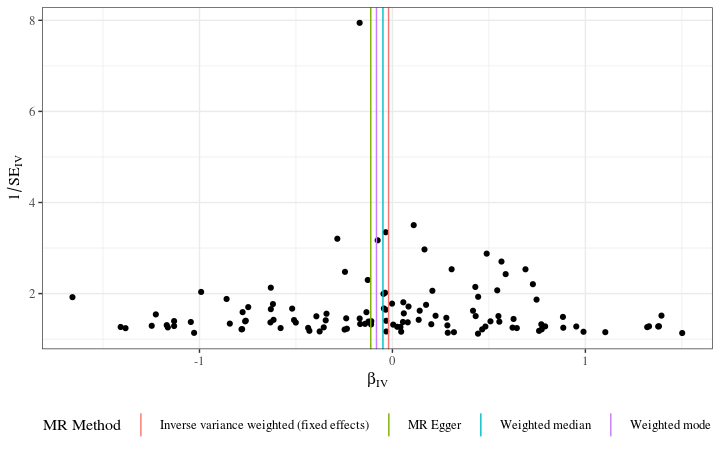 8
6
4
2
1/SE_IV
-1
0
1
β_IV
MR Method
Inverse variance weighted (fixed effects)
MR Egger
Weighted median
Weighted mode